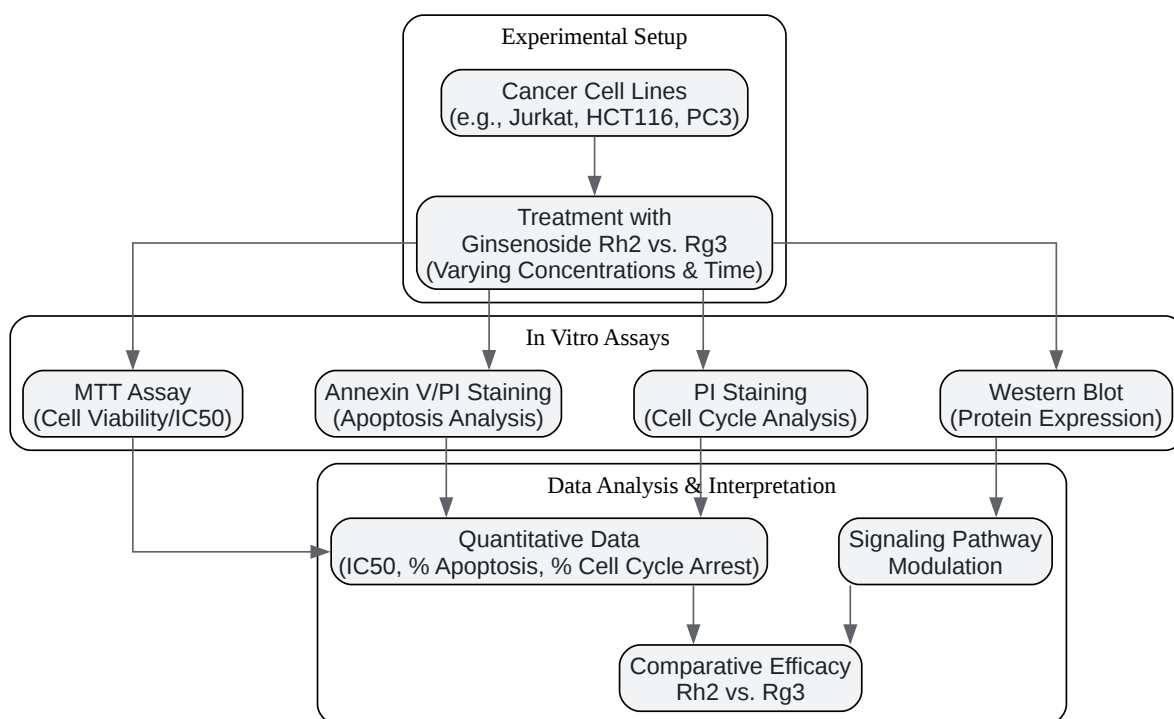 Experimental Setup
Cancer Cell Lines
(e.g., Jurkat, HCT116, PC3)
Treatment with
Ginsenoside Rh2 vs. Rg3
(Varying Concentrations & Time)
In Vitro Assays
MTT Assay
(Cell Viability/IC50)
Annexin V/PI Staining
(Apoptosis Analysis)
PI Staining
(Cell Cycle Analysis)
Western Blot
(Protein Expression)
Data Analysis & Interpretation
Quantitative Data
(IC50, % Apoptosis, % Cell Cycle Arrest)
Signaling Pathway
Modulation
Comparative Efficacy
Rh2 vs. Rg3